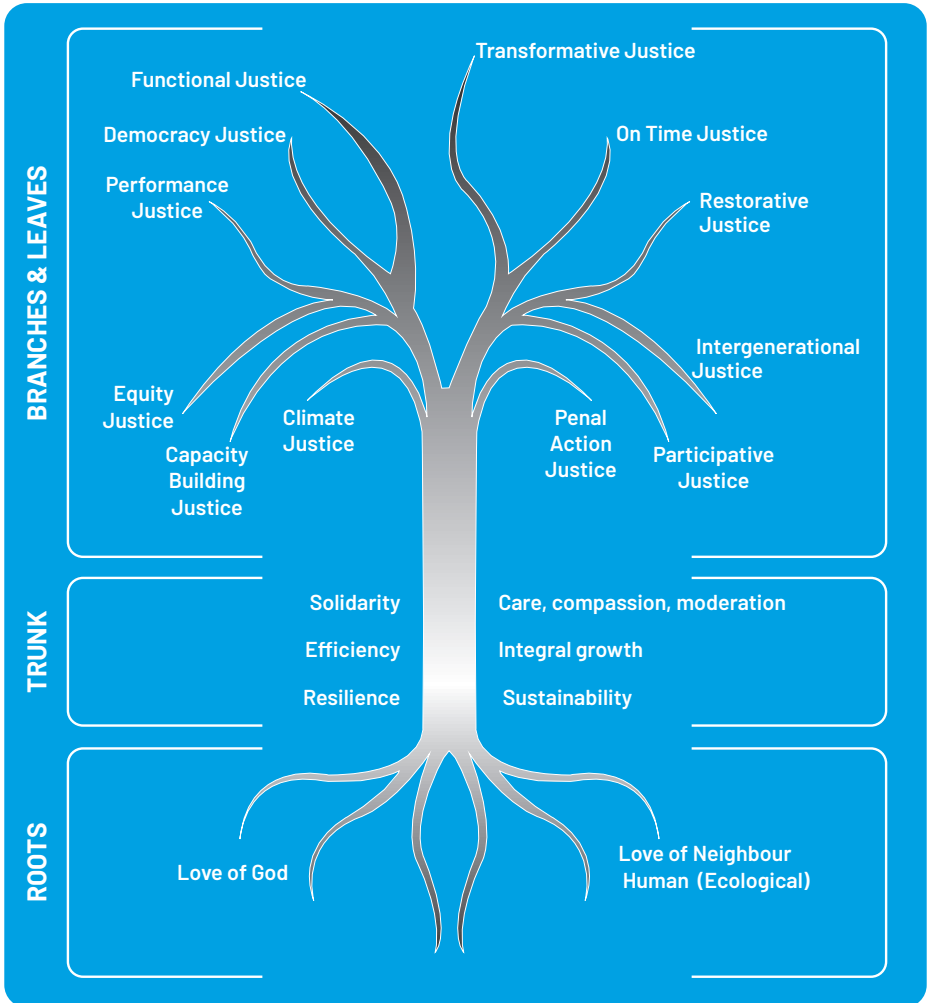 BRANCHES & LEAVES
Functional Justice
Democracy Justice
Performance
Justice
Equity
Justice
Capacity
Building
Justice
Climate
Justice
Transformative Justice
On Time Justice
Restorative
Justice
Intergenerational
Justice
Penal
Action
Justice
Participative
Justice
TRUNK
Solidarity
Efficiency
Resilience
Care, compassion, moderation
Integral growth
Sustainability
ROOTS
Love of God
Love of Neighbour
Human (Ecological)